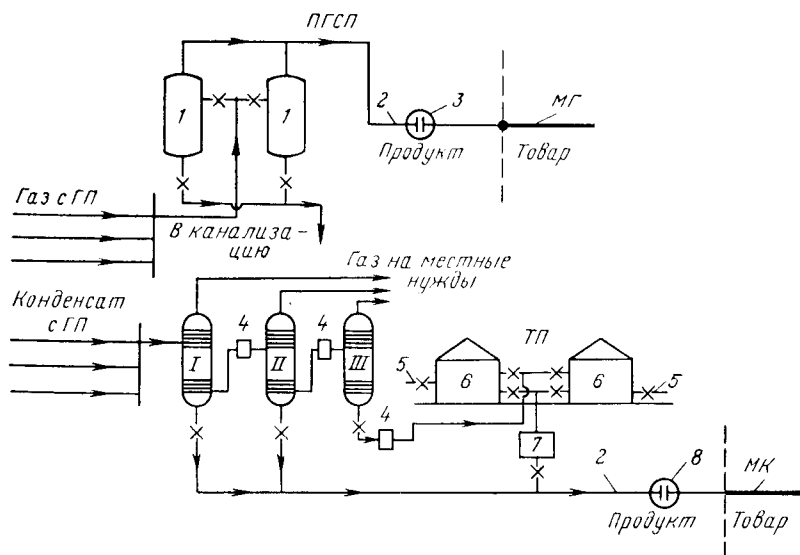 ПГСП
1
1
2
3
МГ
Продукт
Товар
Газ с ГП
В канализа-
цию
Газ на местные
нужды
Конденсат
с ГП
4
4
I
II
III
ТП
5
6
6
5
4
7
2
8
МК
Продукт
Товар